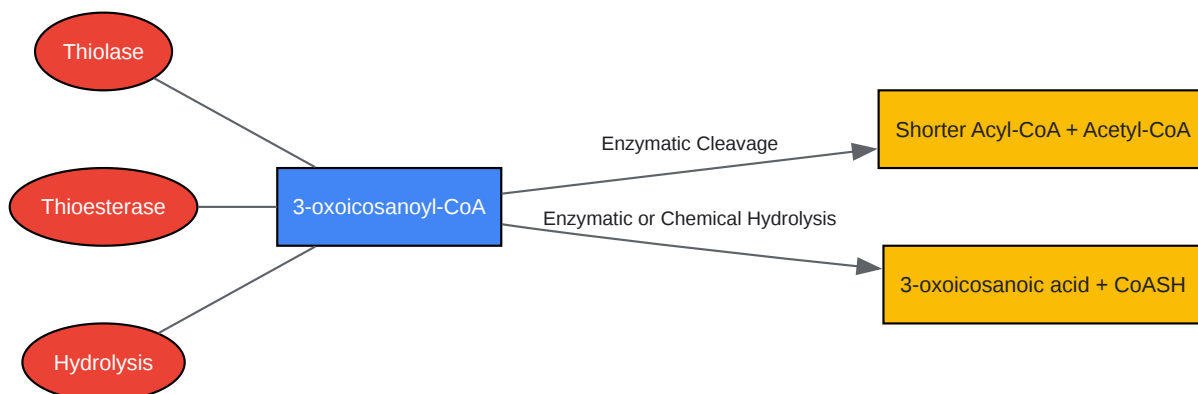 Thiolase
Enzymatic Cleavage
Shorter Acyl-CoA + Acetyl-CoA
Thioesterase
3-oxoicosanoyl-CoA
Enzymatic or Chemical Hydrolysis
3-oxoicosanoic acid + CoASH
Hydrolysis